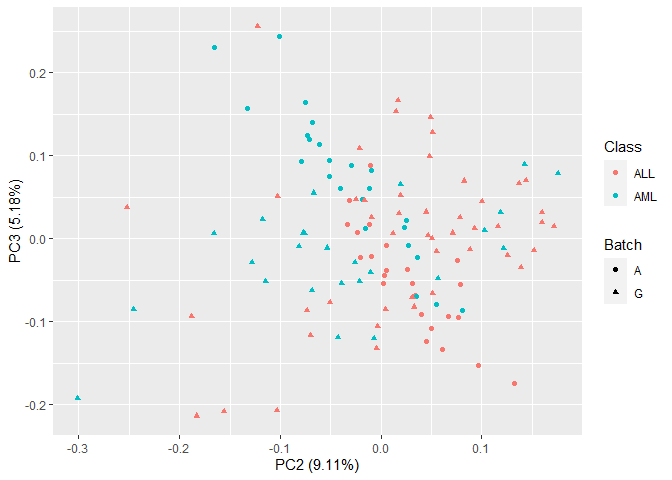 0.2
0.1
0.0
-0.1
-0.2
PC3 (5.18%)
-0.3
-0.2
-0.1
0.0
0.1
PC2 (9.11%)
Class
ALL
AML
Batch
A
G